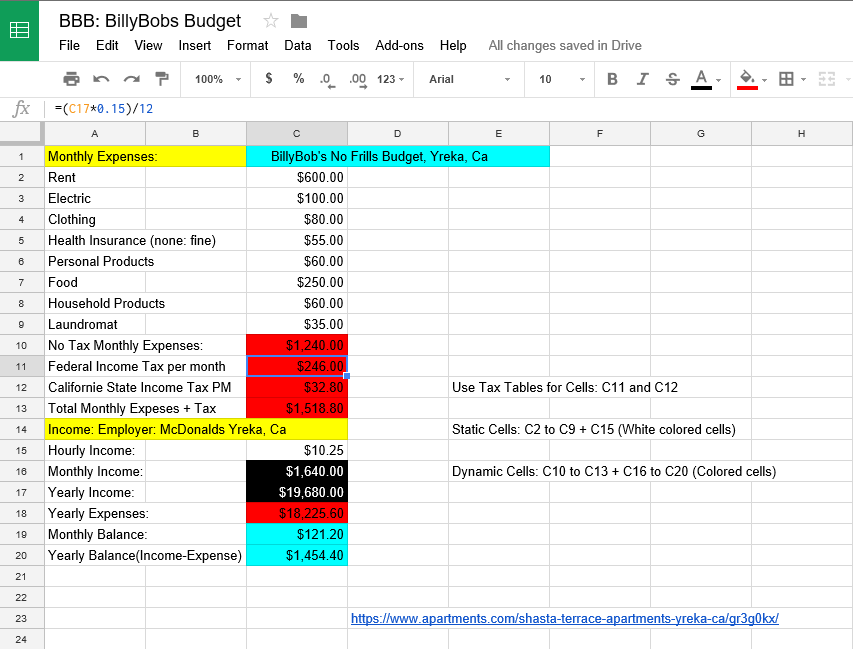 BBB: BillyBobs Budget
File Edit View Insert Format Data Tools Add-ons Help All changes saved in Drive
100% $ % .0 .00 123 Arial 10 B I S A
fx =(C17*0.15)/12
A B C D E F G H
1 Monthly Expenses: BillyBob's No Frills Budget, Yreka, Ca
2 Rent $600.00
3 Electric $100.00
4 Clothing $80.00
5 Health Insurance (none: fine) $55.00
6 Personal Products $60.00
7 Food $250.00
8 Household Products $60.00
9 Laundromat $35.00
10 No Tax Monthly Expenses: $1,240.00
11 Federal Income Tax per month $246.00
12 Californie State Income Tax PM $32.80 Use Tax Tables for Cells: C11 and C12
13 Total Monthly Expeses + Tax $1,518.80
14 Income: Employer: McDonalds Yreka, Ca Static Cells: C2 to C9 + C15 (White colored cells)
15 Hourly Income: $10.25
16 Monthly Income: $1,640.00 Dynamic Cells: C10 to C13 + C16 to C20 (Colored cells)
17 Yearly Income: $19,680.00
18 Yearly Expenses: $18,225.60
19 Monthly Balance: $121.20
20 Yearly Balance(Income-Expense) $1,454.40
21
22
23 https://www.apartments.com/shasta-terrace-apartments-yreka-ca/gr3g0kx/
24